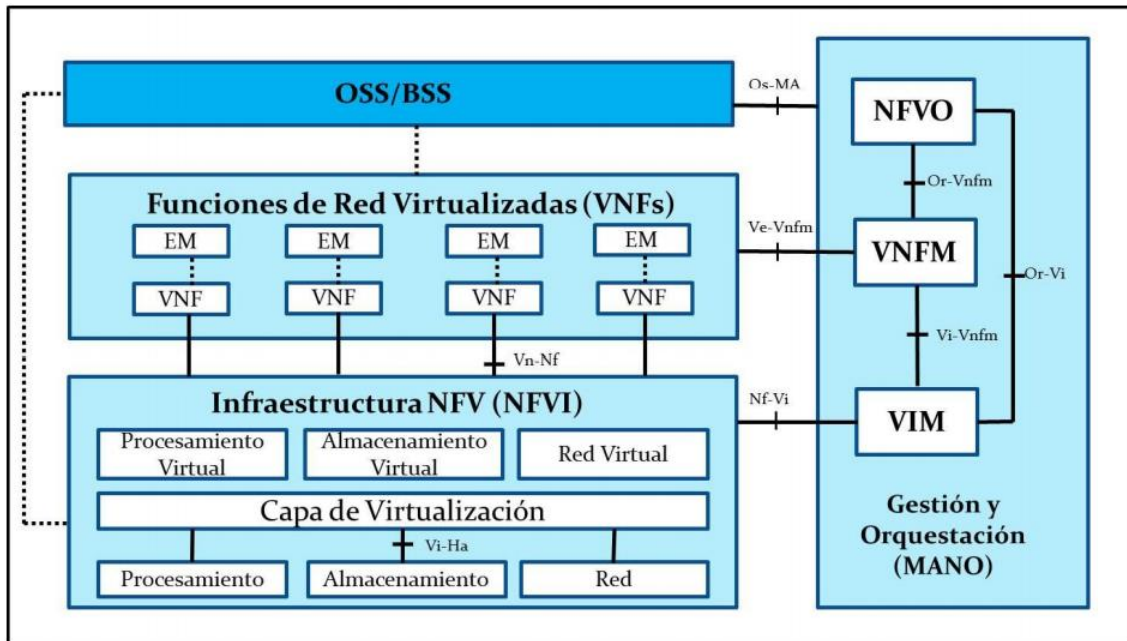 OSS/BSS
Os-MA
NFVO
Or-Vnfm
Funciones de Red Virtualizadas (VNFs)
EM
EM
EM
EM
Ve-Vnfm
VNFM
Or-Vi
VNF
VNF
VNF
VNF
Vi-Vnfm
Vn-Nf
Infraestructura NFV (NFVI)
Nf-Vi
VIM
Procesamiento
Virtual
Almacenamiento
Virtual
Red Virtual
Capa de Virtualización
Vi-Ha
Procesamiento
Almacenamiento
Red
Gestión y
Orquestación
(MANO)